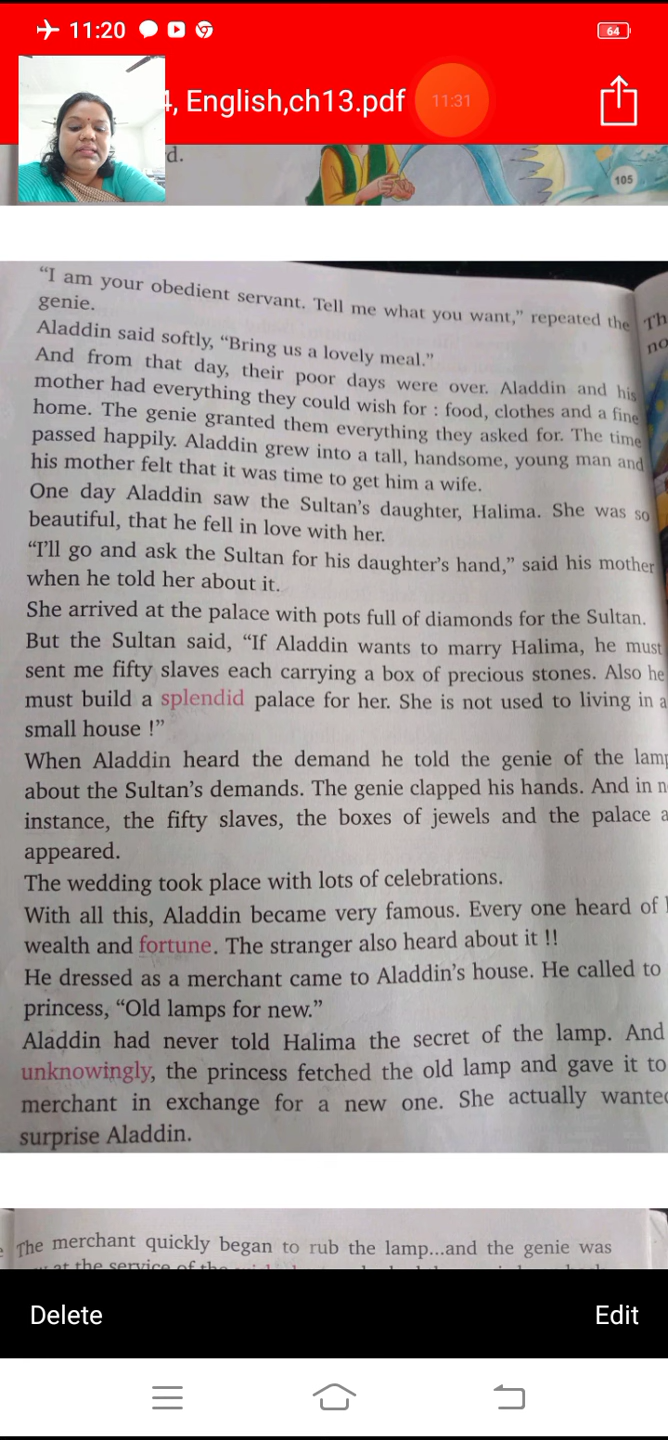 11:20
64
4, English,ch13.pdf
11:31
d.
105
“I am your obedient servant. Tell me what you want,” repeated the
genie.
Aladdin said softly, “Bring us a lovely meal.”
And from that day, their poor days were over. Aladdin and his
mother had everything they could wish for : food, clothes and a fine
home. The genie granted them everything they asked for. The time
passed happily. Aladdin grew into a tall, handsome, young man and
his mother felt that it was time to get him a wife.
One day Aladdin saw the Sultan’s daughter, Halima. She was so
beautiful, that he fell in love with her.
“I’ll go and ask the Sultan for his daughter’s hand,” said his mother
when he told her about it.
She arrived at the palace with pots full of diamonds for the Sultan.
But the Sultan said, “If Aladdin wants to marry Halima, he must
sent me fifty slaves each carrying a box of precious stones. Also he
must build a splendid palace for her. She is not used to living in a
small house !”
When Aladdin heard the demand he told the genie of the lamp
about the Sultan’s demands. The genie clapped his hands. And in n
instance, the fifty slaves, the boxes of jewels and the palace a
appeared.
The wedding took place with lots of celebrations.
With all this, Aladdin became very famous. Every one heard of
wealth and fortune. The stranger also heard about it !!
He dressed as a merchant came to Aladdin’s house. He called to
princess, “Old lamps for new.”
Aladdin had never told Halima the secret of the lamp. And
unknowingly, the princess fetched the old lamp and gave it to
merchant in exchange for a new one. She actually wanted
surprise Aladdin.
Th
no
The merchant quickly began to rub the lamp...and the genie was
at the service of the
Delete
Edit